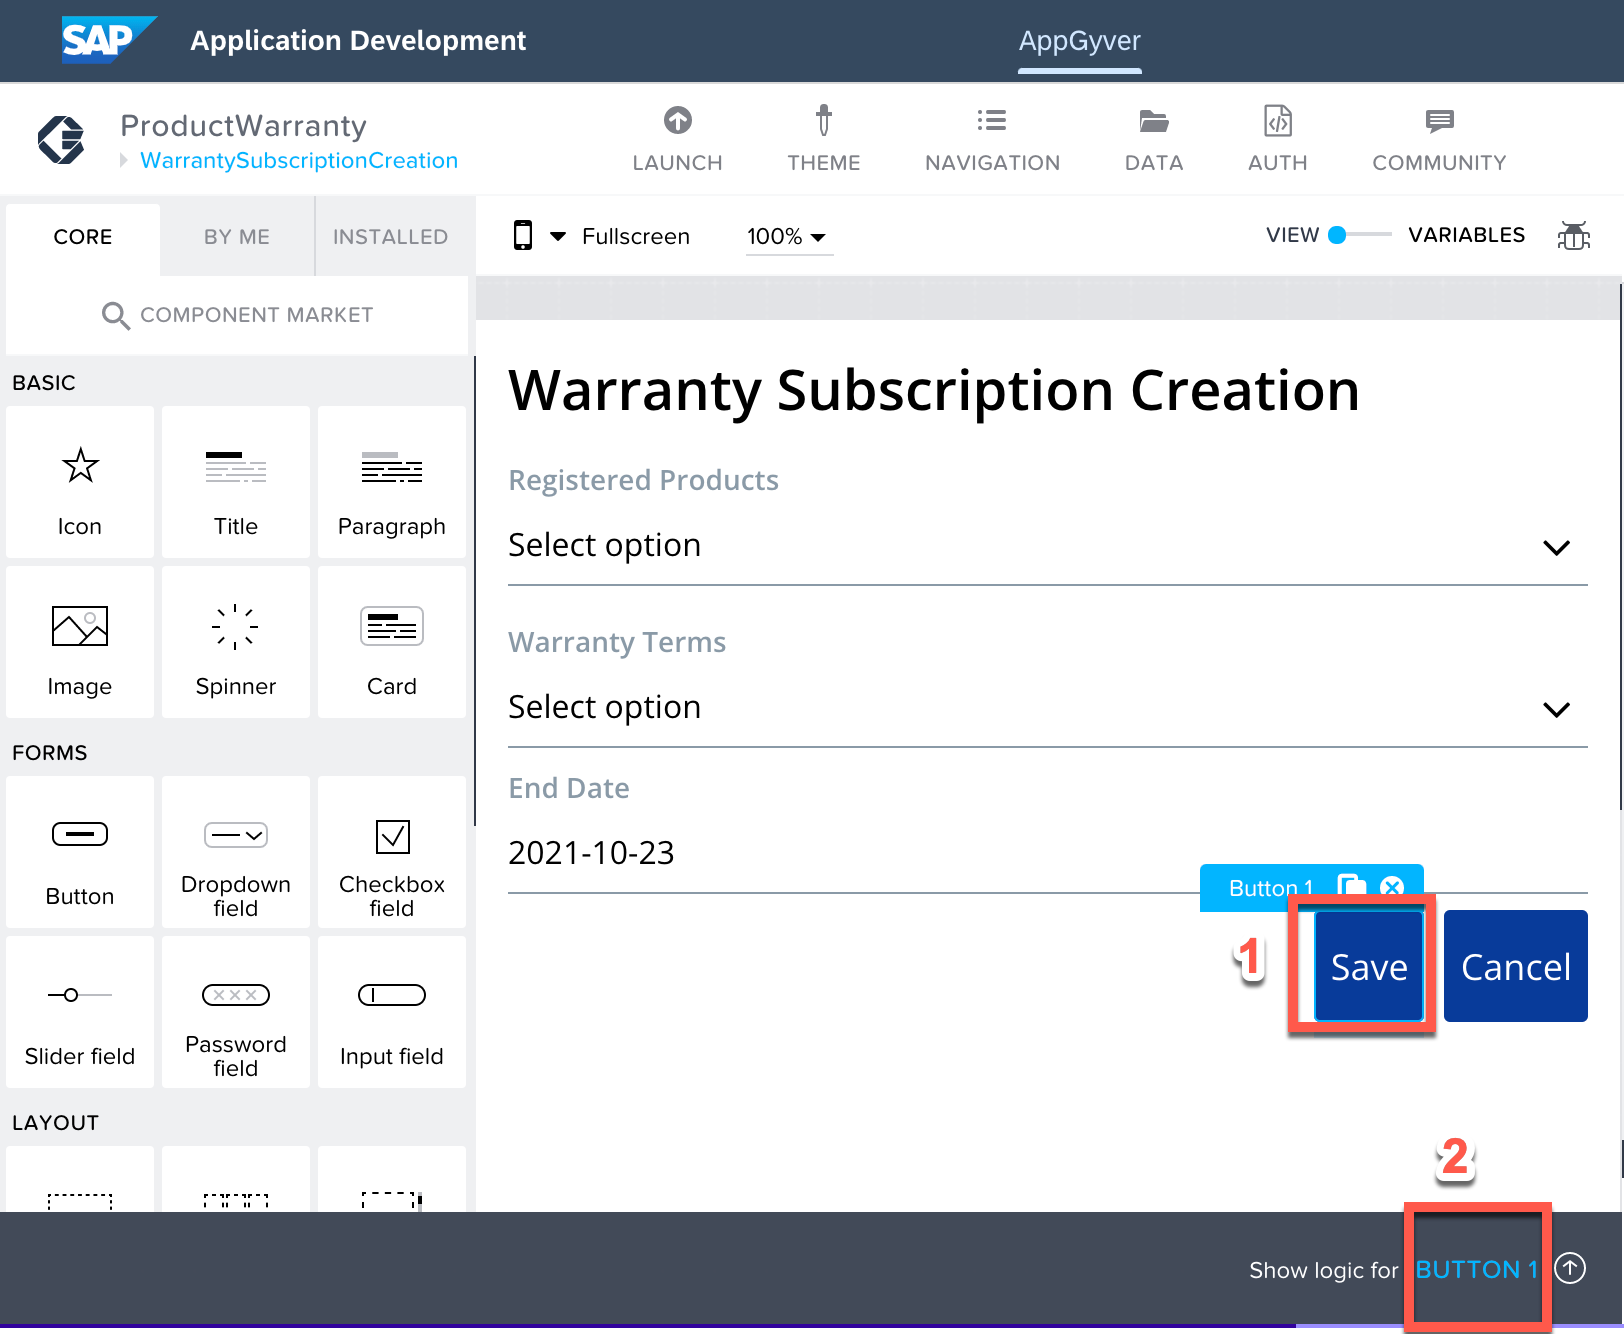 SAP Application Development AppGyver
ProductWarranty
WarrantySubscriptionCreation
LAUNCH THEME NAVIGATION DATA AUTH COMMUNITY
CORE BY ME INSTALLED
Fullscreen 100% VIEW VARIABLES
COMPONENT MARKET
BASIC
Icon Title Paragraph
Image Spinner Card
FORMS
Button Dropdown field Checkbox field
Slider field Password field Input field
LAYOUT
Warranty Subscription Creation
Registered Products
Select option
Warranty Terms
Select option
End Date
2021-10-23
Button 1
1
Save Cancel
2
Show logic for BUTTON 1